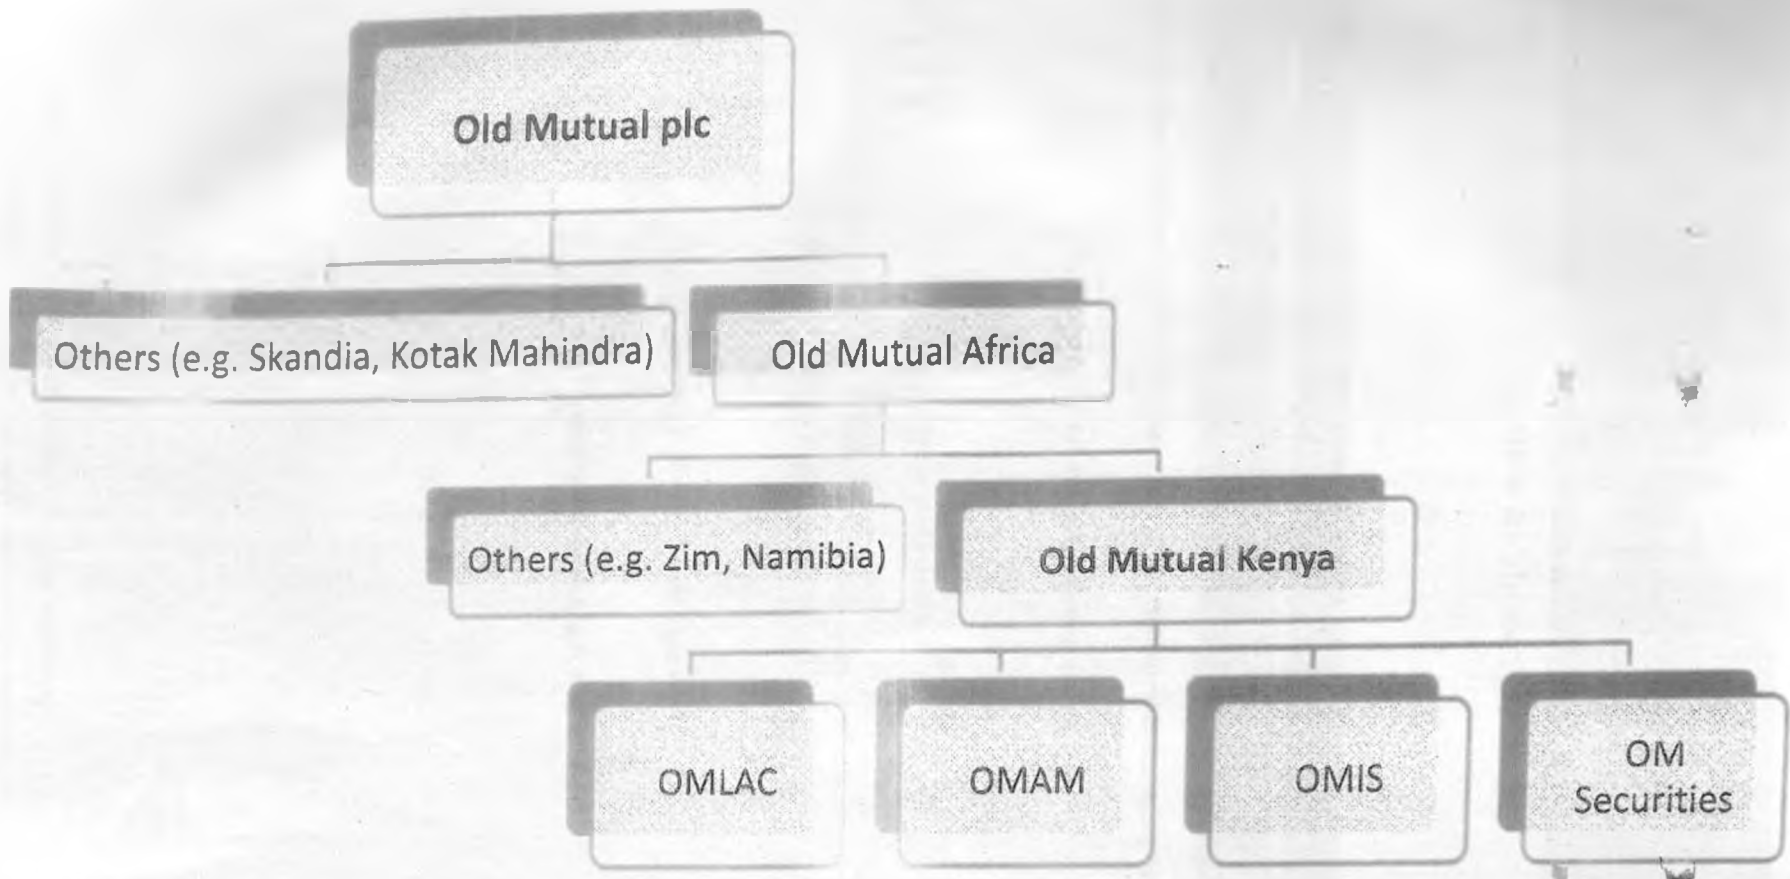 Old Mutual plc
Others (e.g. Skandia, Kotak Mahindra)
Old Mutual Africa
Others (e.g. Zim, Namibia)
Old Mutual Kenya
OMLAC
OMAM
OMIS
OM
Securities